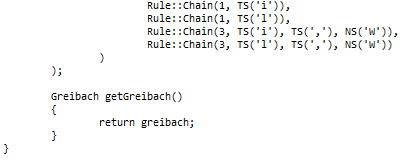 Rule::Chain(1, TS('i')),
Rule::Chain(1, TS('l')),
Rule::Chain(3, TS('i'), TS(','), NS('W')),
Rule::Chain(3, TS('l'), TS(','), NS('W'))
)
);
Greibach getGreibach()
{
return greibach;
}
}